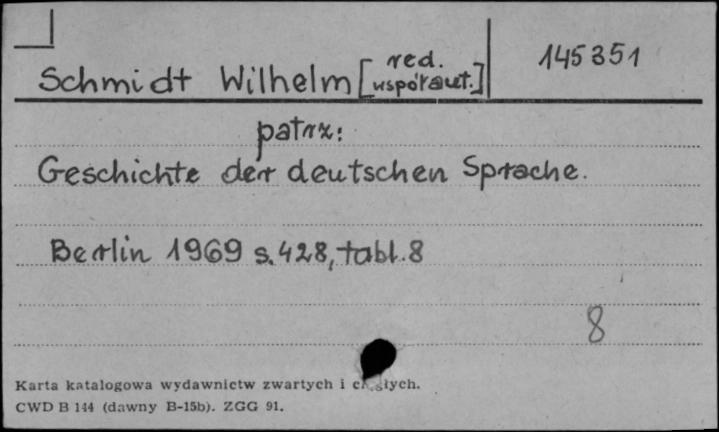 145351
Schmidt Wilhelm [red. współaut.]
patrz:
Geschichte der deutschen Sprache.
Berlin 1969 s. 428, tabl. 8
8
Karta katalogowa wydawnictw zwartych i
CWD B 144 (dawny B-15b). ZGG 91.